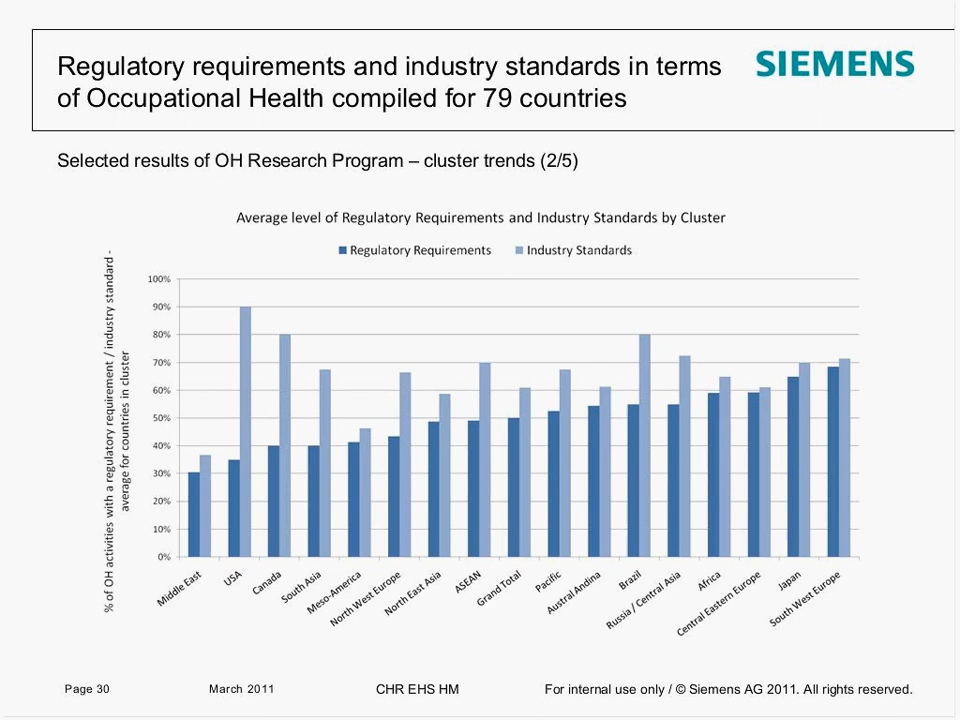 Regulatory requirements and industry standards in terms
of Occupational Health compiled for 79 countries
SIEMENS
Selected results of OH Research Program – cluster trends (2/5)
Average level of Regulatory Requirements and Industry Standards by Cluster
Regulatory Requirements
Industry Standards
% of OH activities with a regulatory requirement / industry standard -
average for countries in cluster
100%
90%
80%
70%
60%
50%
40%
30%
20%
10%
0%
Middle East
USA
Canada
South Asia
Meso-America
North West Europe
North East Asia
ASEAN
Grand Total
Pacific
Austral Andina
Brazil
Russia / Central Asia
Africa
Central Eastern Europe
Japan
South West Europe
Page 30
March 2011
CHR EHS HM
For internal use only / © Siemens AG 2011. All rights reserved.